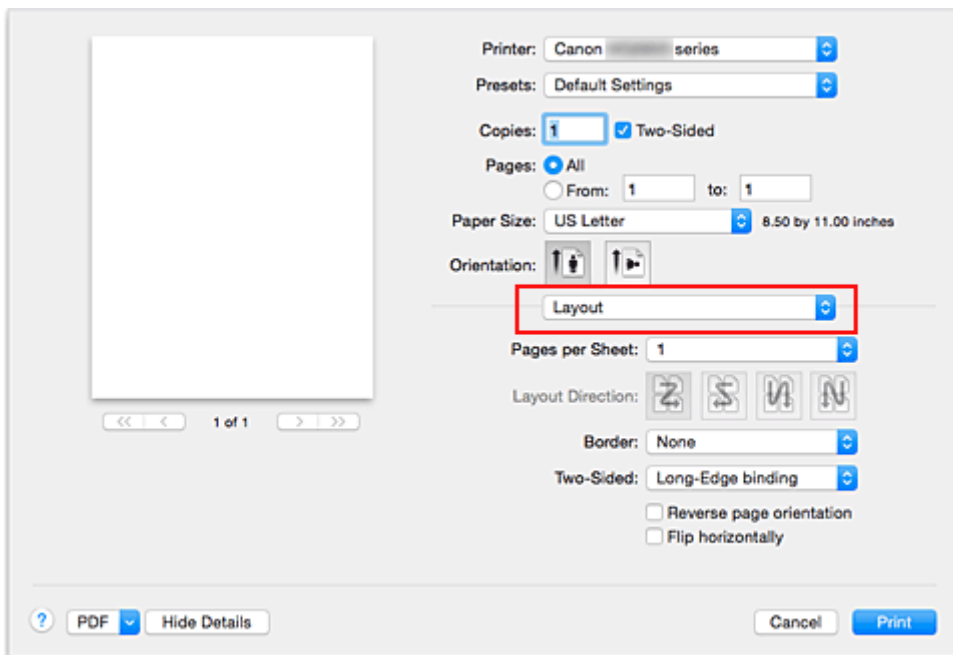 Printer: Canon series
Presets: Default Settings
Copies: 1 Two-Sided
Pages: All
From: 1 to: 1
Paper Size: US Letter 8.50 by 11.00 inches
Orientation:
Layout
Pages per Sheet: 1
Layout Direction:
Border: None
Two-Sided: Long-Edge binding
Reverse page orientation
Flip horizontally
1 of 1
? PDF Hide Details Cancel Print